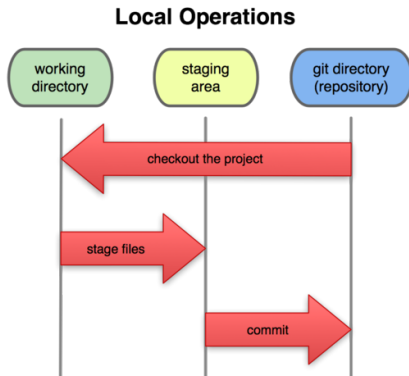 Local Operations
working
directory
staging
area
git directory
(repository)
checkout the project
stage files
commit